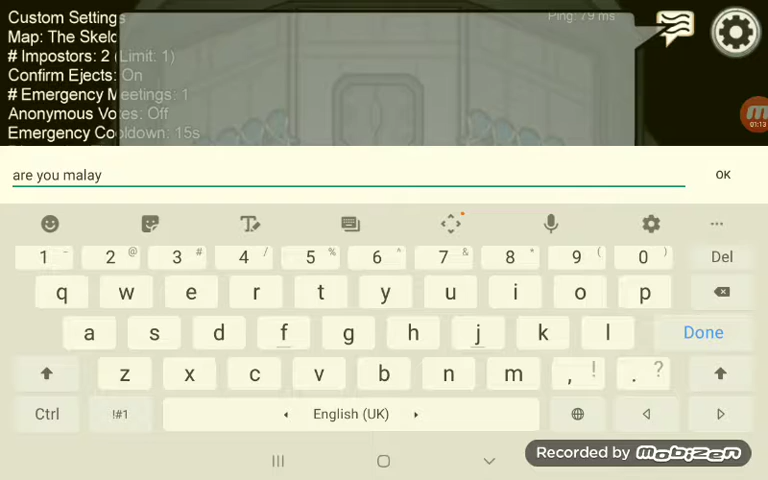 Custom Settings
Ping: 79 ms
Map: The Skeld
# Impostors: 2 (Limit: 1)
Confirm Ejects: On
# Emergency Meetings: 1
Anonymous Votes: Off
Emergency Cooldown: 15s
01:13
are you malay
OK
1 - 2 @ 3 # 4 / 5 % 6 ^ 7 & 8 * 9 ( 0 ) Del
q w e r t y u i o p
a s d f g h j k l Done
z x c v b n m , ! . ?
Ctrl !#1 English (UK)
Recorded by mobizen